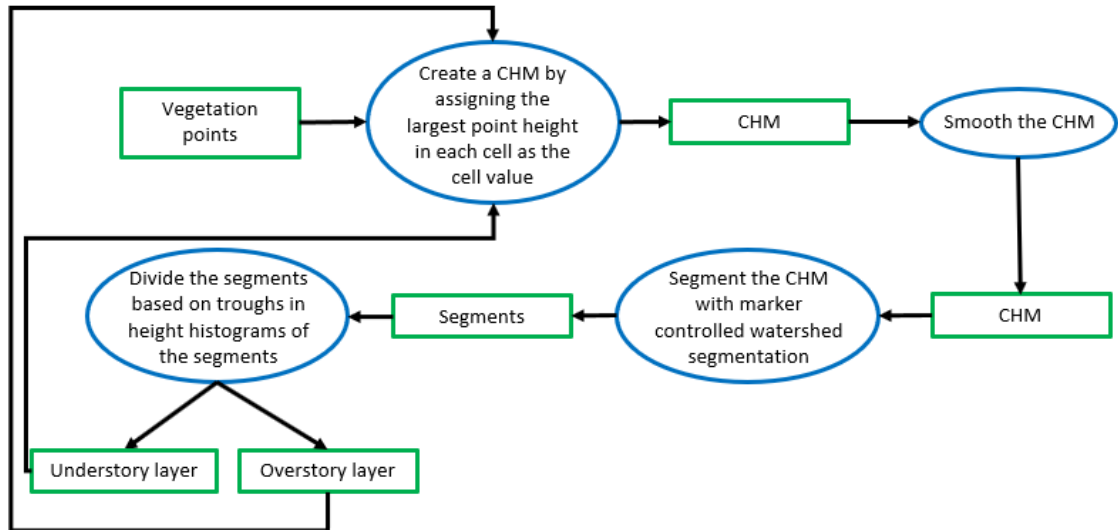 Vegetation
points
Create a CHM by
assigning the
largest point height
in each cell as the
cell value
CHM
Smooth the CHM
Divide the segments
based on troughs in
height histograms of
the segments
Segments
Segment the CHM
with marker
controlled watershed
segmentation
CHM
Understory layer
Overstory layer